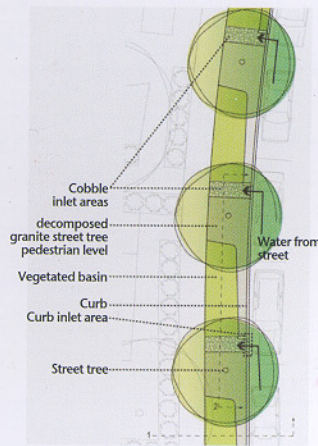 Cobble
inlet areas
decomposed
granite street tree
pedestrian level
Water from
street
Vegetated basin
Curb
Curb inlet area
Street tree
1